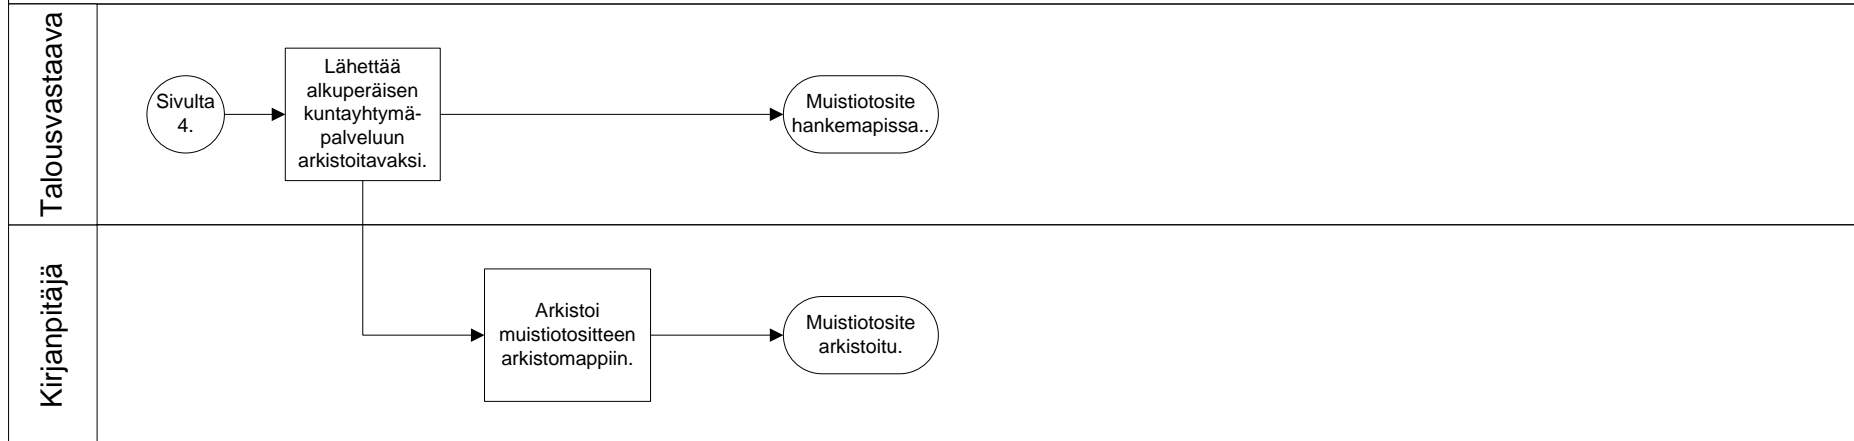 Talousvastaava
Sivulta
4.
Lähettää
alkuperäisen
kuntayhtymä-
palveluun
arkistoitavaksi.
Muistiotosite
hankemapissa..
Kirjanpitäjä
Arkistoi
muistiotositteen
arkistomappiin.
Muistiotosite
arkistoitu.